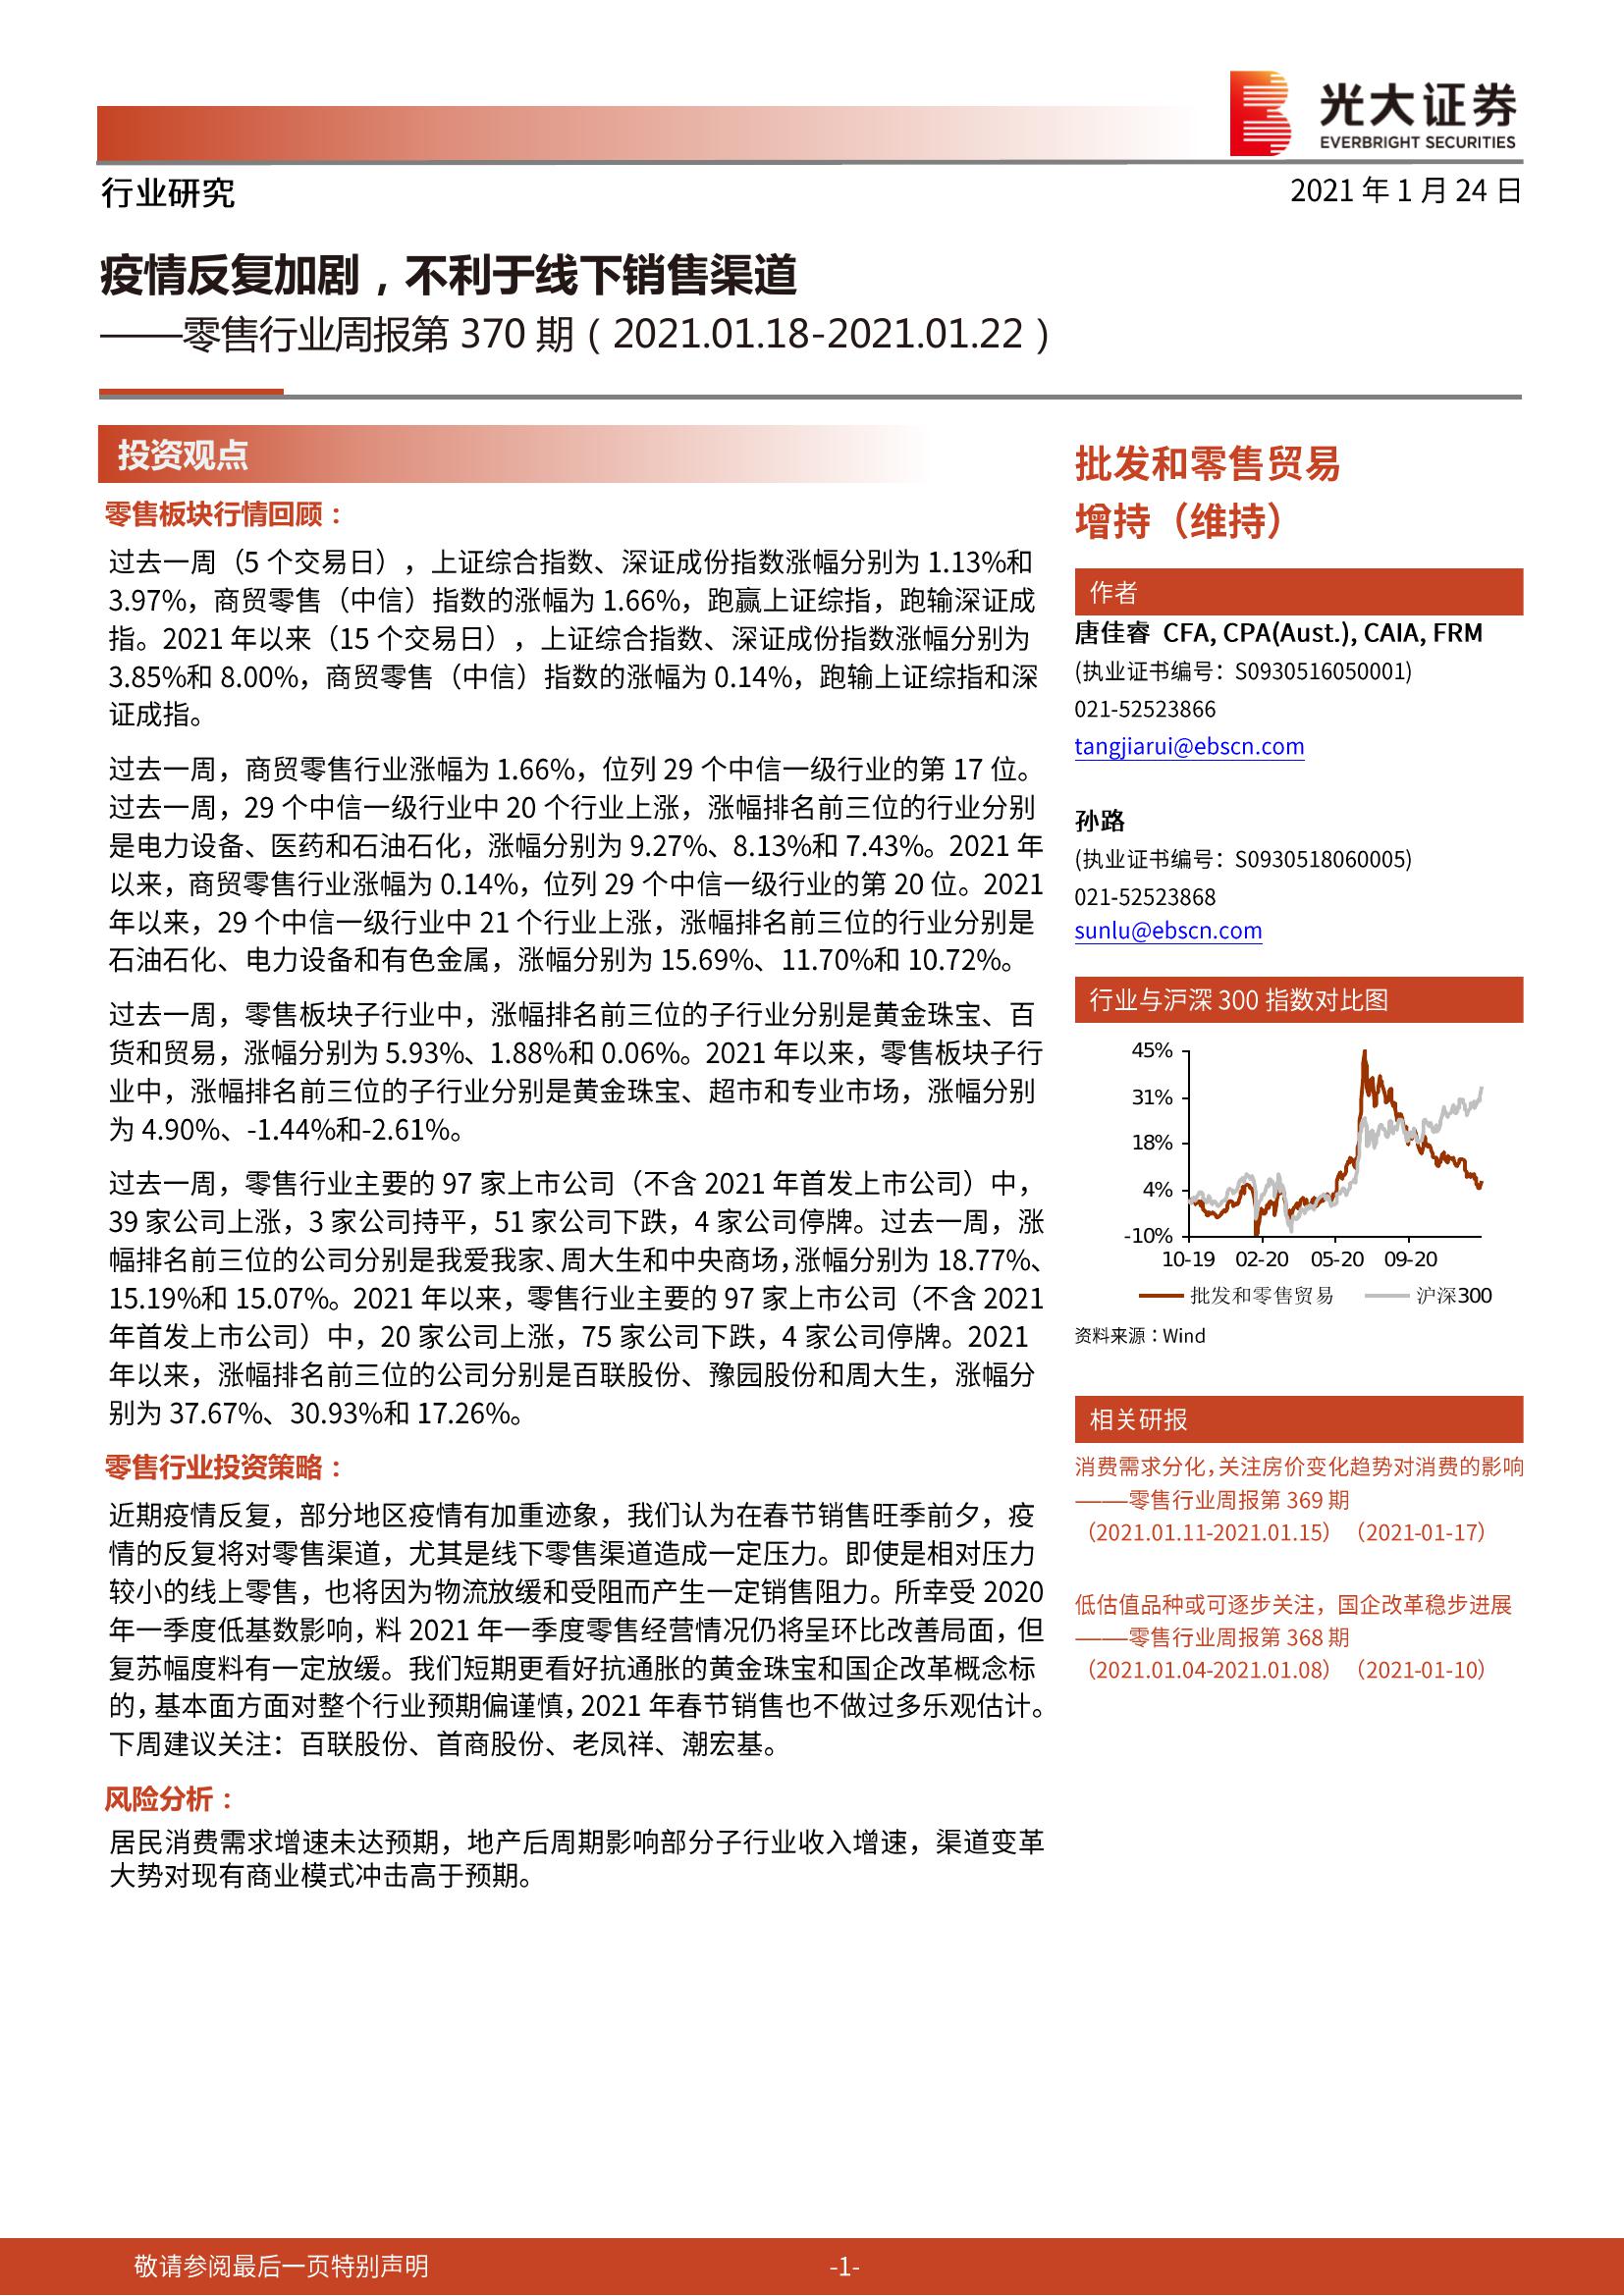 光大证券
EVERBRIGHT SECURITIES
行业研究
2021 年 1 月 24 日
疫情反复加剧，不利于线下销售渠道
——零售行业周报第 370 期（2021.01.18-2021.01.22）
投资观点
零售板块行情回顾：
过去一周（5 个交易日），上证综合指数、深证成份指数涨幅分别为 1.13%和
3.97%，商贸零售（中信）指数的涨幅为 1.66%，跑赢上证综指，跑输深证成
指。2021 年以来（15 个交易日），上证综合指数、深证成份指数涨幅分别为
3.85%和 8.00%，商贸零售（中信）指数的涨幅为 0.14%，跑输上证综指和深
证成指。
过去一周，商贸零售行业涨幅为 1.66%，位列 29 个中信一级行业的第 17 位。
过去一周，29 个中信一级行业中 20 个行业上涨，涨幅排名前三位的行业分别
是电力设备、医药和石油石化，涨幅分别为 9.27%、8.13%和 7.43%。2021 年
以来，商贸零售行业涨幅为 0.14%，位列 29 个中信一级行业的第 20 位。2021
年以来，29 个中信一级行业中 21 个行业上涨，涨幅排名前三位的行业分别是
石油石化、电力设备和有色金属，涨幅分别为 15.69%、11.70%和 10.72%。
过去一周，零售板块子行业中，涨幅排名前三位的子行业分别是黄金珠宝、百
货和贸易，涨幅分别为 5.93%、1.88%和 0.06%。2021 年以来，零售板块子行
业中，涨幅排名前三位的子行业分别是黄金珠宝、超市和专业市场，涨幅分别
为 4.90%、-1.44%和-2.61%。
过去一周，零售行业主要的 97 家上市公司（不含 2021 年首发上市公司）中，
39 家公司上涨，3 家公司持平，51 家公司下跌，4 家公司停牌。过去一周，涨
幅排名前三位的公司分别是我爱我家、周大生和中央商场，涨幅分别为 18.77%、
15.19%和 15.07%。2021 年以来，零售行业主要的 97 家上市公司（不含 2021
年首发上市公司）中，20 家公司上涨，75 家公司下跌，4 家公司停牌。2021
年以来，涨幅排名前三位的公司分别是百联股份、豫园股份和周大生，涨幅分
别为 37.67%、30.93%和 17.26%。
零售行业投资策略：
近期疫情反复，部分地区疫情有加重迹象，我们认为在春节销售旺季前夕，疫
情的反复将对零售渠道，尤其是线下零售渠道造成一定压力。即使是相对压力
较小的线上零售，也将因为物流放缓和受阻而产生一定销售阻力。所幸受 2020
年一季度低基数影响，料 2021 年一季度零售经营情况仍将呈环比改善局面，但
复苏幅度料有一定放缓。我们短期更看好抗通胀的黄金珠宝和国企改革概念标
的，基本面方面对整个行业预期偏谨慎，2021 年春节销售也不做过多乐观估计。
下周建议关注：百联股份、首商股份、老凤祥、潮宏基。
风险分析：
居民消费需求增速未达预期，地产后周期影响部分子行业收入增速，渠道变革
大势对现有商业模式冲击高于预期。
批发和零售贸易
增持（维持）
作者
唐佳睿 CFA, CPA(Aust.), CAIA, FRM
(执业证书编号：S0930516050001)
021-52523866
tangjiarui@ebscn.com
孙路
(执业证书编号：S0930518060005)
021-52523868
sunlu@ebscn.com
行业与沪深 300 指数对比图
45%
31%
18%
4%
-10%
10-19 02-20 05-20 09-20
批发和零售贸易 沪深300
资料来源：Wind
相关研报
消费需求分化，关注房价变化趋势对消费的影响
——零售行业周报第 369 期
（2021.01.11-2021.01.15）（2021-01-17）
低估值品种或可逐步关注，国企改革稳步进展
——零售行业周报第 368 期
（2021.01.04-2021.01.08）（2021-01-10）
敬请参阅最后一页特别声明
-1-